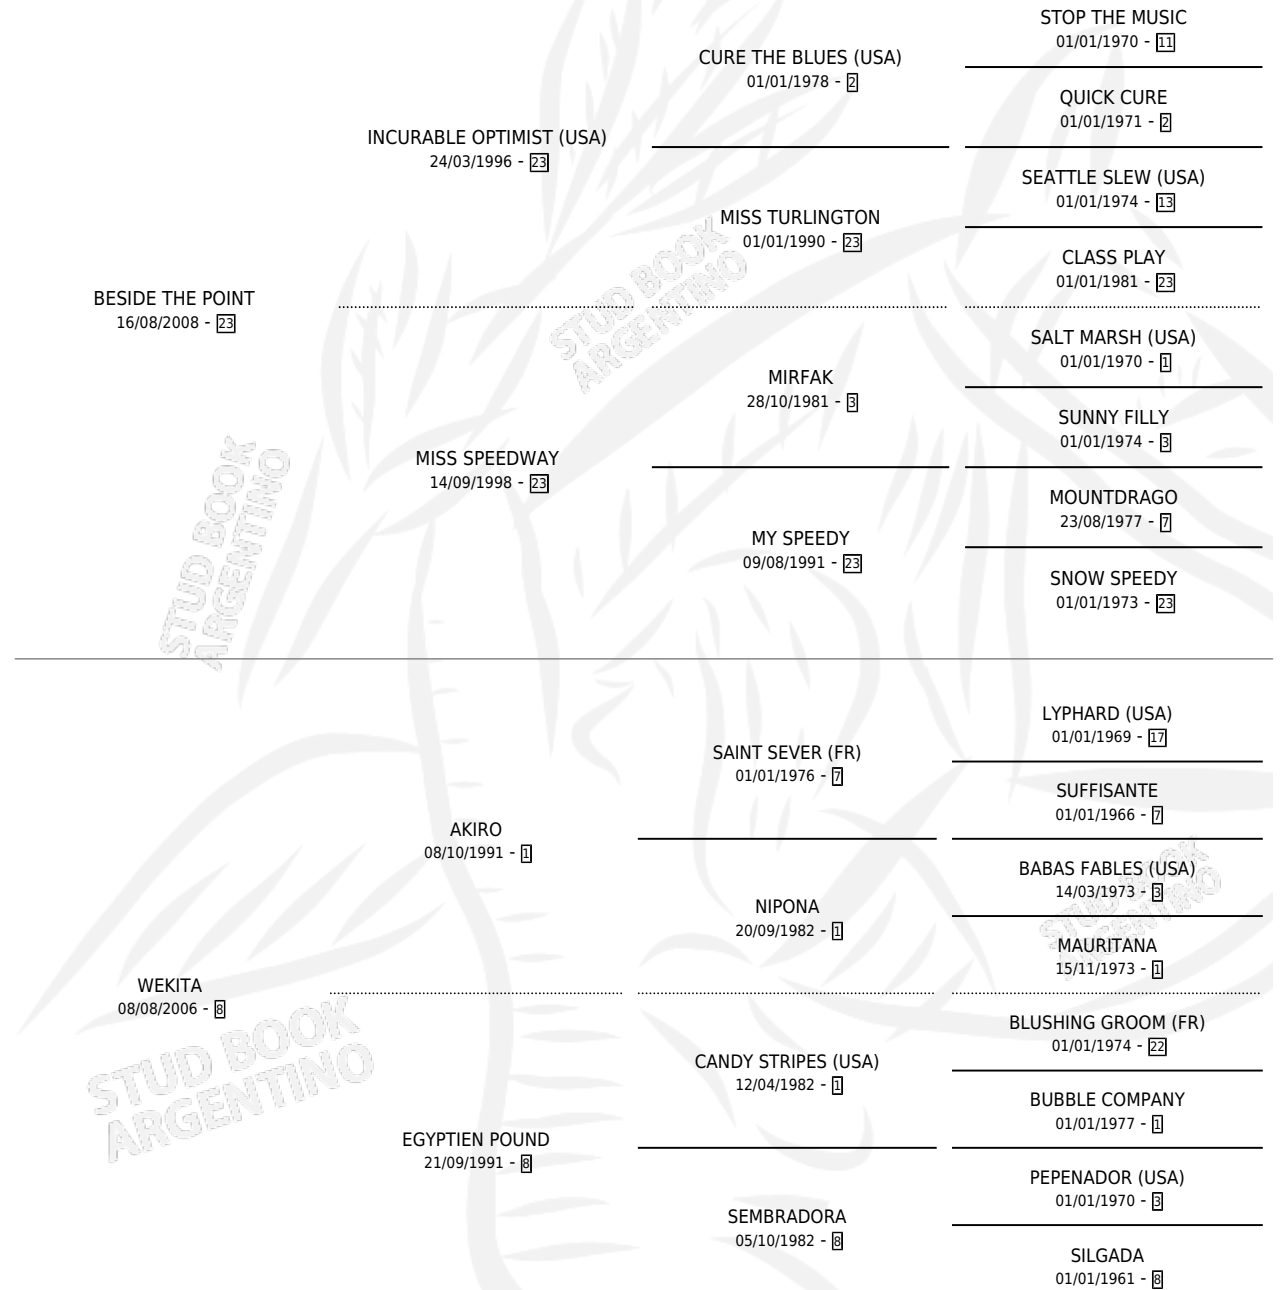 STOP THE MUSIC
01/01/1970 - 11
CURE THE BLUES (USA)
01/01/1978 - 2
QUICK CURE
01/01/1971 - 2
INCURABLE OPTIMIST (USA)
24/03/1996 - 23
SEATTLE SLEW (USA)
01/01/1974 - 13
MISS TURLINGTON
01/01/1990 - 23
CLASS PLAY
01/01/1981 - 23
BESIDE THE POINT
16/08/2008 - 23
STUD BOOK
ARGENTINO
SALT MARSH (USA)
01/01/1970 - 1
MIRFAK
28/10/1981 - 3
SUNNY FILLY
01/01/1974 - 3
MISS SPEEDWAY
14/09/1998 - 23
MOUNTDRAGO
23/08/1977 - 7
MY SPEEDY
09/08/1991 - 23
SNOW SPEEDY
01/01/1973 - 23
STUD BOOK
ARGENTINO
LYPHARD (USA)
01/01/1969 - 17
SAINT SEVER (FR)
01/01/1976 - 7
SUFFISANTE
01/01/1966 - 7
AKIRO
08/10/1991 - 1
BABAS FABLES (USA)
14/03/1973 - 3
NIPONA
20/09/1982 - 1
MAURITANA
15/11/1973 - 1
STUD BOOK
ARGENTINO
WEKITA
08/08/2006 - 8
BLUSHING GROOM (FR)
01/01/1974 - 22
CANDY STRIPES (USA)
12/04/1982 - 1
BUBBLE COMPANY
01/01/1977 - 1
STUD BOOK
ARGENTINO
EGYPTIEN POUND
21/09/1991 - 8
PEPENADOR (USA)
01/01/1970 - 3
SEMBRADORA
05/10/1982 - 8
SILGADA
01/01/1961 - 8